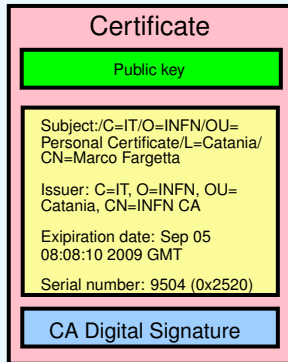 Certificate
Public key
Subject:/C=IT/O=INFN/OU=
Personal Certificate/L=Catania/
CN=Marco Fargetta
Issuer: C=IT, O=INFN, OU=
Catania, CN=INFN CA
Exipiration date: Sep 05
08:08:10 2009 GMT
Serial number: 9504 (0x2520)
CA Digital Signature